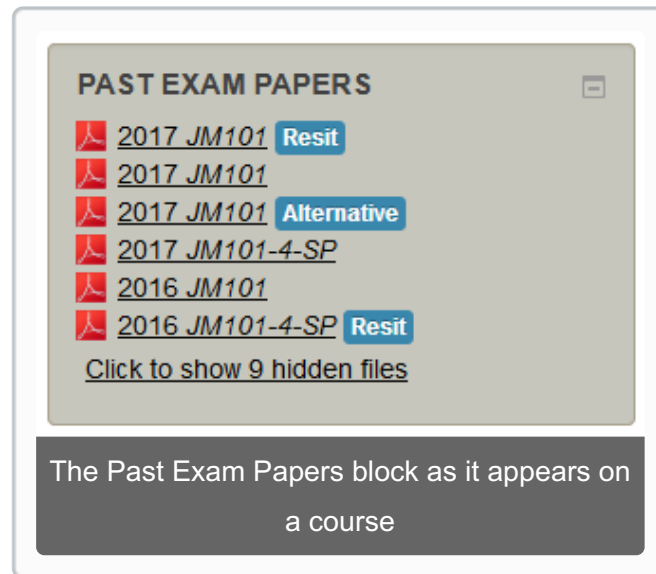 PAST EXAM PAPERS
2017 JM101 Resit
2017 JM101
2017 JM101 Alternative
2017 JM101-4-SP
2016 JM101
2016 JM101-4-SP Resit
Click to show 9 hidden files
The Past Exam Papers block as it appears on
a course